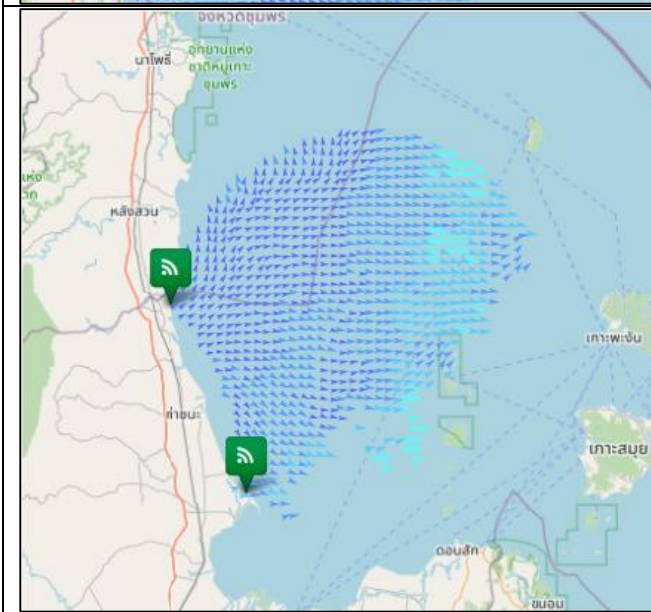 จังหวัดชุมพร
อุทยานแห่ง
ชาติหมู่เกาะ
ชุมพร
นาโพธิ์
หลังสวน
เกาะพะงัน
ท่าชนะ
เกาะสมุย
ดอนสัก
ขนอม